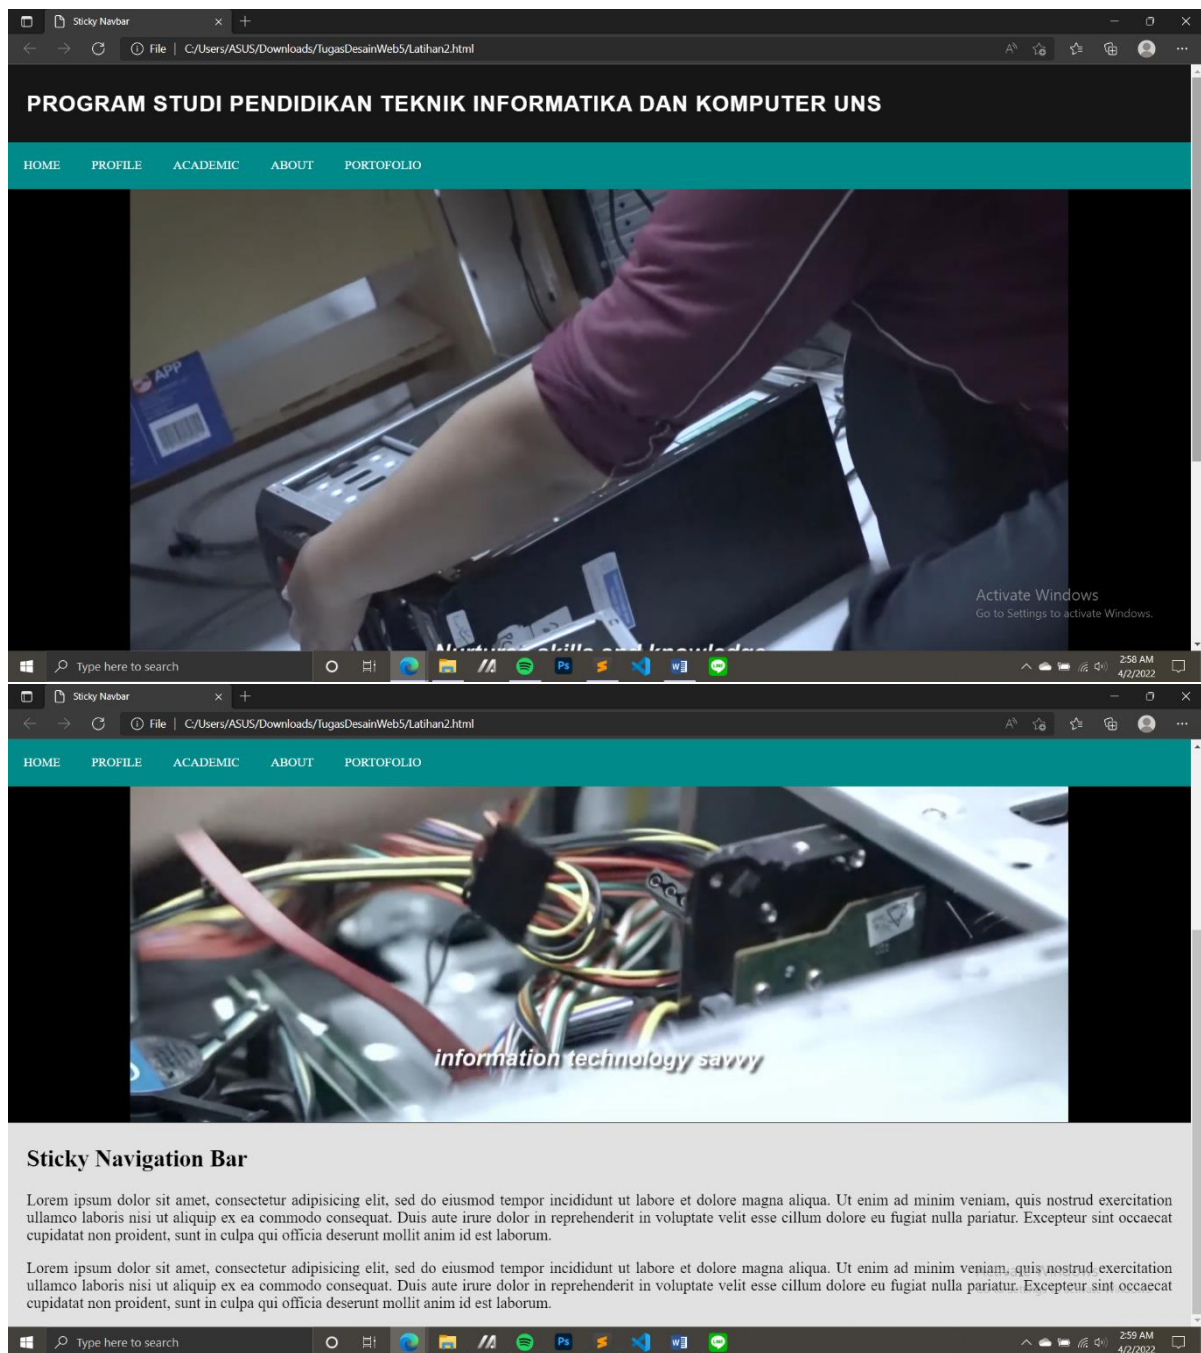 Sticky Navbar
File | C:/Users/ASUS/Downloads/TugasDesainWeb5/Latihan2.html
PROGRAM STUDI PENDIDIKAN TEKNIK INFORMATIKA DAN KOMPUTER UNS
HOME PROFILE ACADEMIC ABOUT PORTOFOLIO
APP
Activate Windows
Go to Settings to activate Windows.
Nurtures skills and knowledge
Type here to search
Ps
LINE
2:58 AM
4/2/2022
Sticky Navbar
File | C:/Users/ASUS/Downloads/TugasDesainWeb5/Latihan2.html
HOME PROFILE ACADEMIC ABOUT PORTOFOLIO
information technology savvy
Sticky Navigation Bar
Lorem ipsum dolor sit amet, consectetur adipisicing elit, sed do eiusmod tempor incididunt ut labore et dolore magna aliqua. Ut enim ad minim veniam, quis nostrud exercitation
ullamco laboris nisi ut aliquip ex ea commodo consequat. Duis aute irure dolor in reprehenderit in voluptate velit esse cillum dolore eu fugiat nulla pariatur. Excepteur sint occaecat
cupidatat non proident, sunt in culpa qui officia deserunt mollit anim id est laborum.
Lorem ipsum dolor sit amet, consectetur adipisicing elit, sed do eiusmod tempor incididunt ut labore et dolore magna aliqua. Ut enim ad minim veniam, quis nostrud exercitation
ullamco laboris nisi ut aliquip ex ea commodo consequat. Duis aute irure dolor in reprehenderit in voluptate velit esse cillum dolore eu fugiat nulla pariatur. Excepteur sint occaecat
cupidatat non proident, sunt in culpa qui officia deserunt mollit anim id est laborum.
Type here to search
Ps
LINE
2:59 AM
4/2/2022